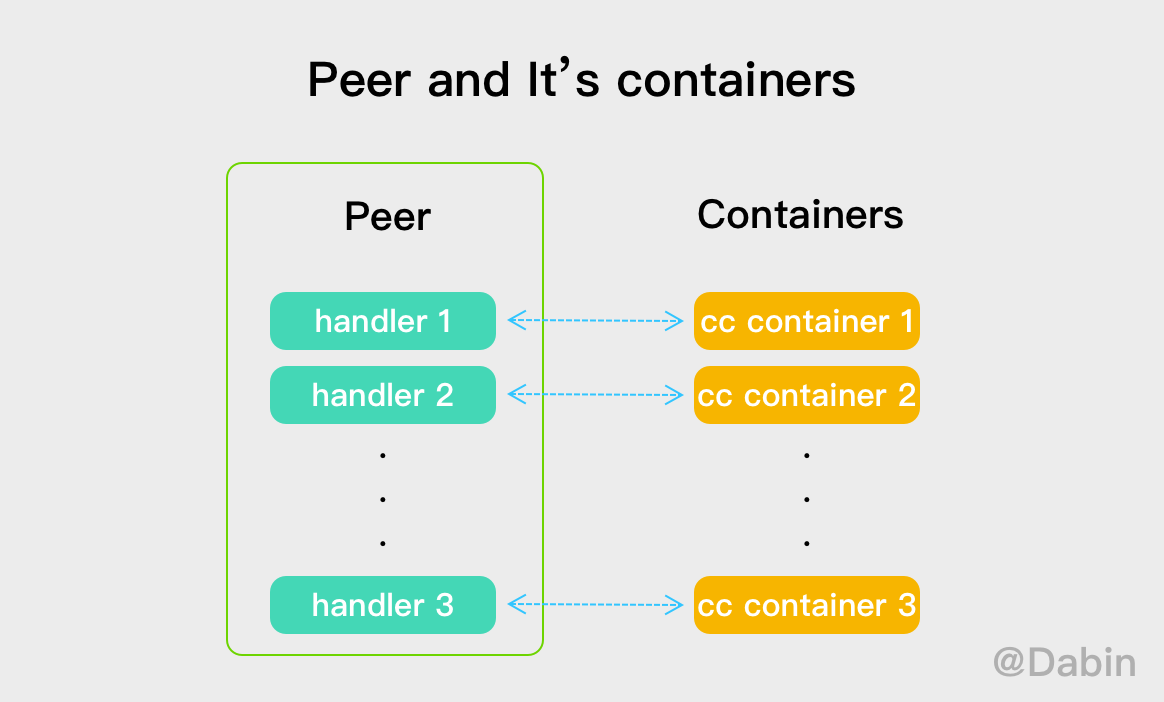 Peer and It’s containers
Peer
Containers
handler 1
cc container 1
handler 2
cc container 2
.
.
.
.
.
.
handler 3
cc container 3
@Dabin